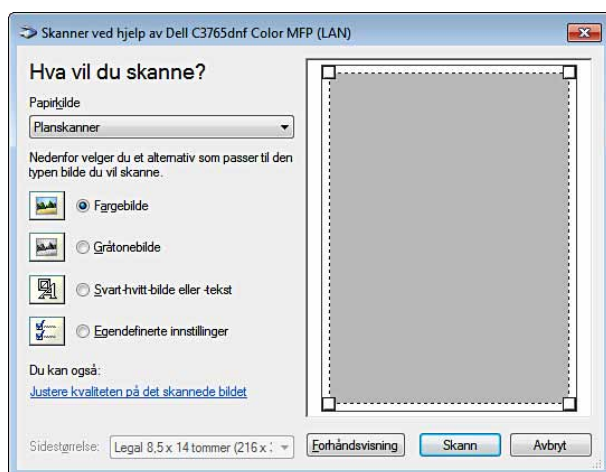 Skanner ved hjelp av Dell C3765dnf Color MFP (LAN)
Hva vil du skanne?
Papirkilde
Planskanner
Nedenfor velger du et alternativ som passer til den
typen bilde du vil skanne.
Fargebilde
Gråtonebilde
Svart-hvitt-bilde eller -tekst
Egendefinerte innstillinger
Du kan også:
Justere kvaliteten på det skannede bildet
Sidestørrelse: Legal 8,5 x 14 tommer (216 x
Forhåndsvisning Skann Avbryt